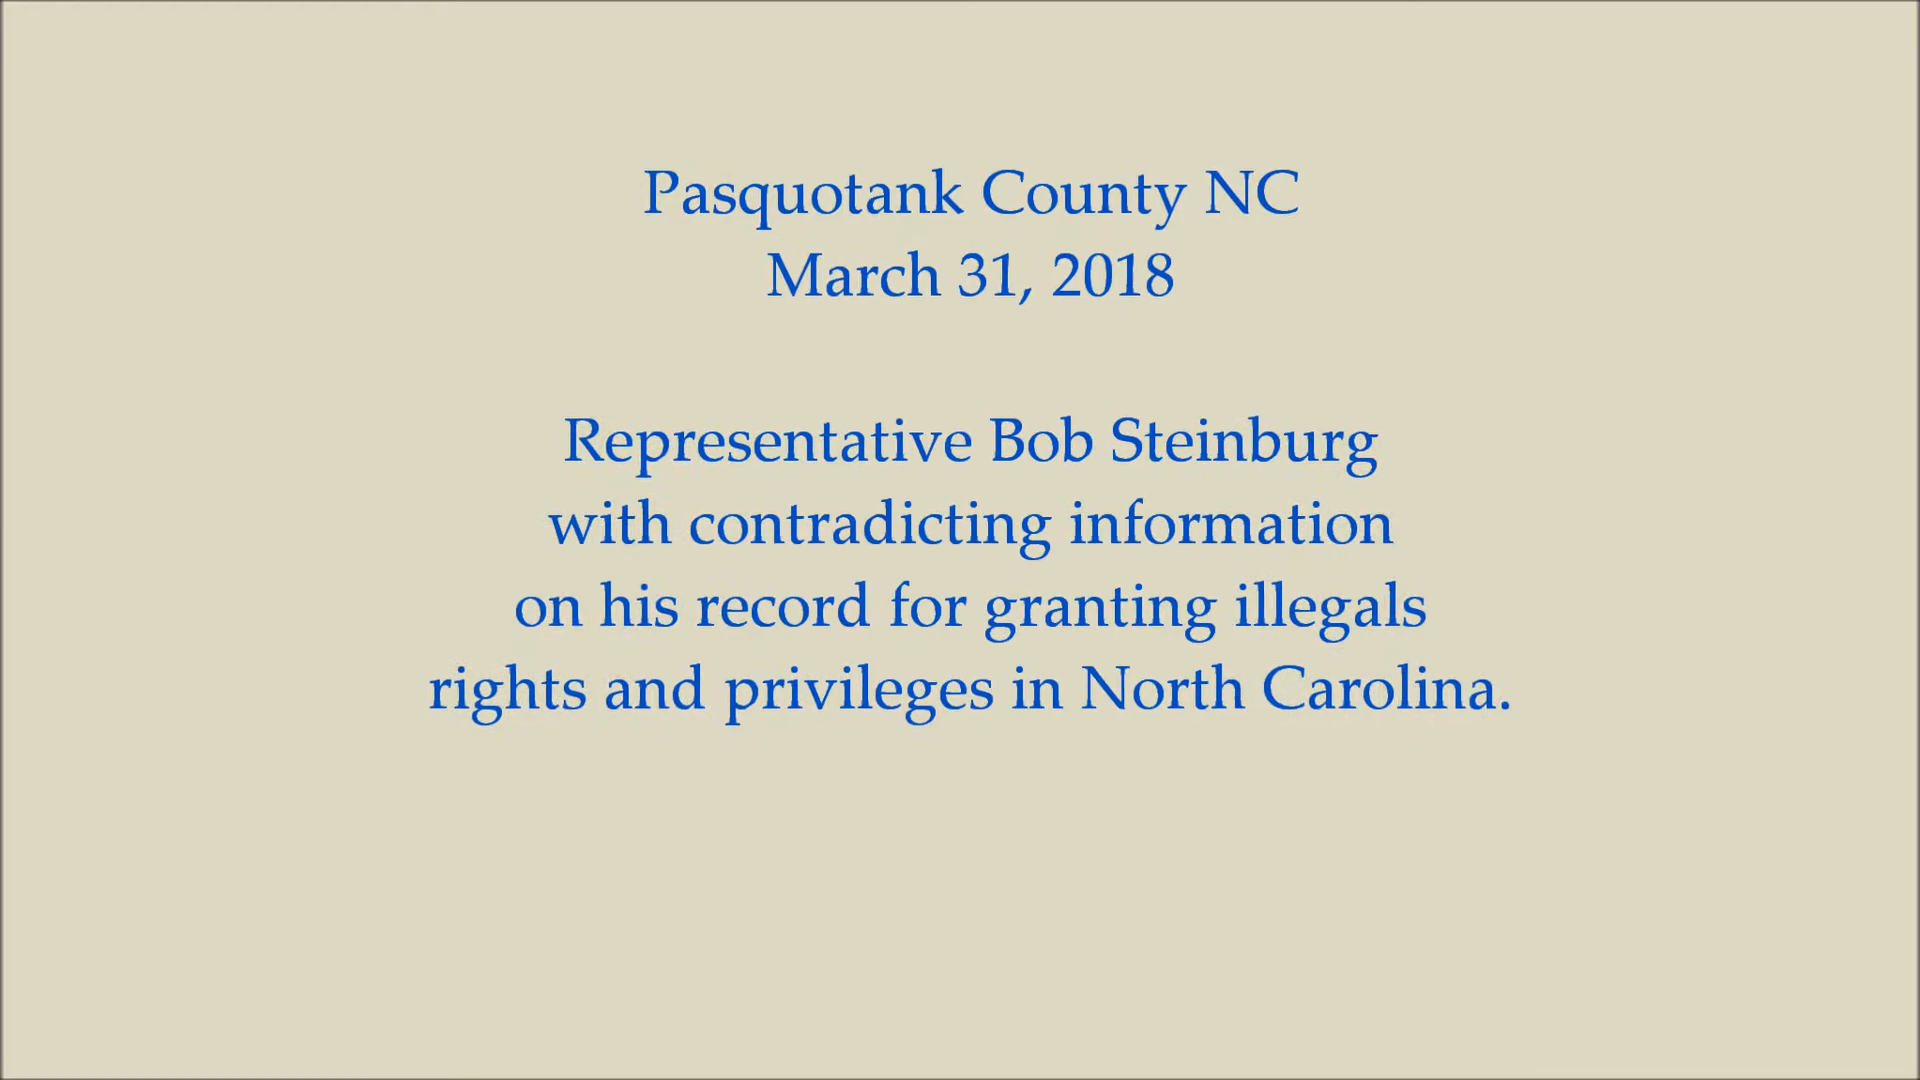 Pasquotank County NC
March 31, 2018
Representative Bob Steinburg
with contradicting information
on his record for granting illegals
rights and privileges in North Carolina.